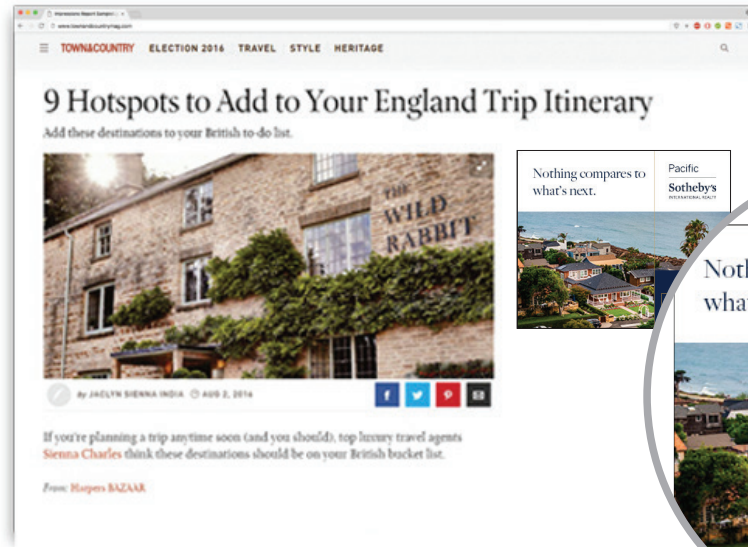 www.townandcountrymag.com
TOWN&COUNTRY ELECTION 2016 TRAVEL STYLE HERITAGE
9 Hotspots to Add to Your England Trip Itinerary
Add these destinations to your British to-do list.
THE
WILD
RABBIT
By JACLYN SIENNA INDIA AUG 2, 2016
If you're planning a trip anytime soon (and you should), top luxury travel agents
Sienna Charles think these destinations should be on your British bucket list.
From: Harpers BAZAAR
Nothing compares to
what's next.
Pacific
Sotheby's
INTERNATIONAL REALTY